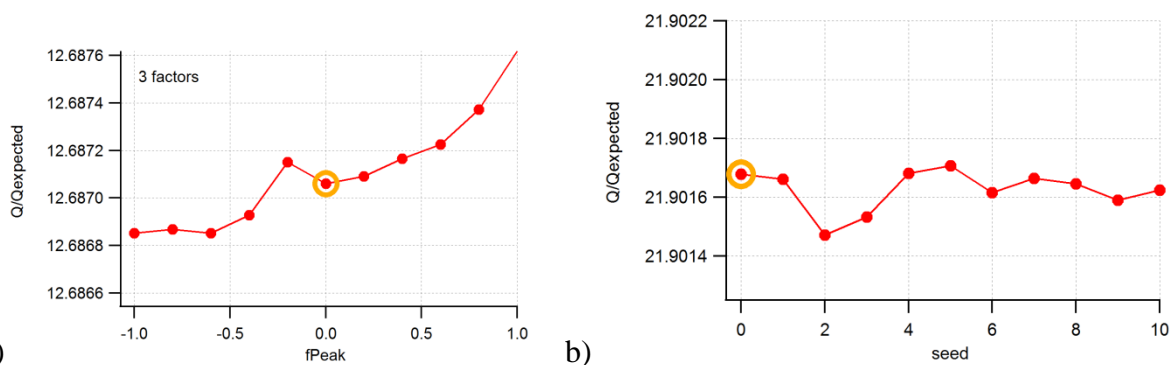 12.6876
12.6874
12.6872
12.6870
12.6868
12.6866
Q/Qexpected
3 factors
-1.0 -0.5 0.0 0.5 1.0
fPeak
)
b)
21.9022
21.9020
21.9018
21.9016
21.9014
Q/Qexpected
0 2 4 6 8 10
seed